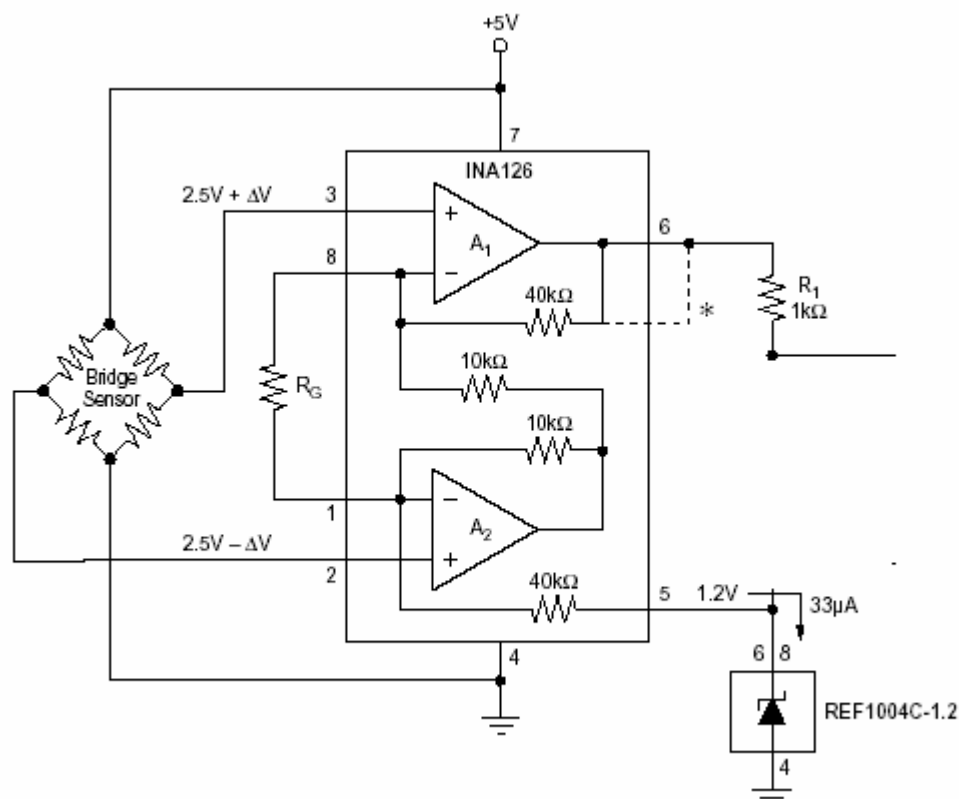 +5V
7
INA126
2.5V + ΔV
3
6
A1
+
−
8
R1
1kΩ
40kΩ
*
10kΩ
Bridge
Sensor
RG
10kΩ
1
−
A2
+
2.5V – ΔV
2
40kΩ
5
1.2V
33µA
4
6 8
REF1004C-1.2
4